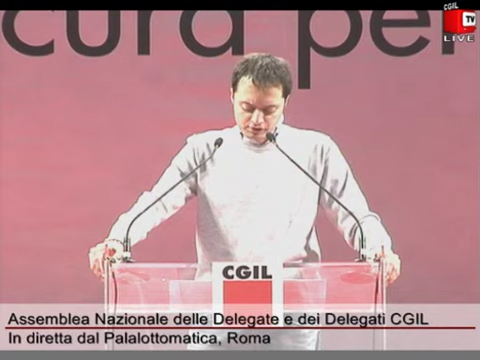 cura per
CGIL
TV
LIVE
CGIL
Assemblea Nazionale delle Delegate e dei Delegati CGIL
In diretta dal Palalottomatica, Roma